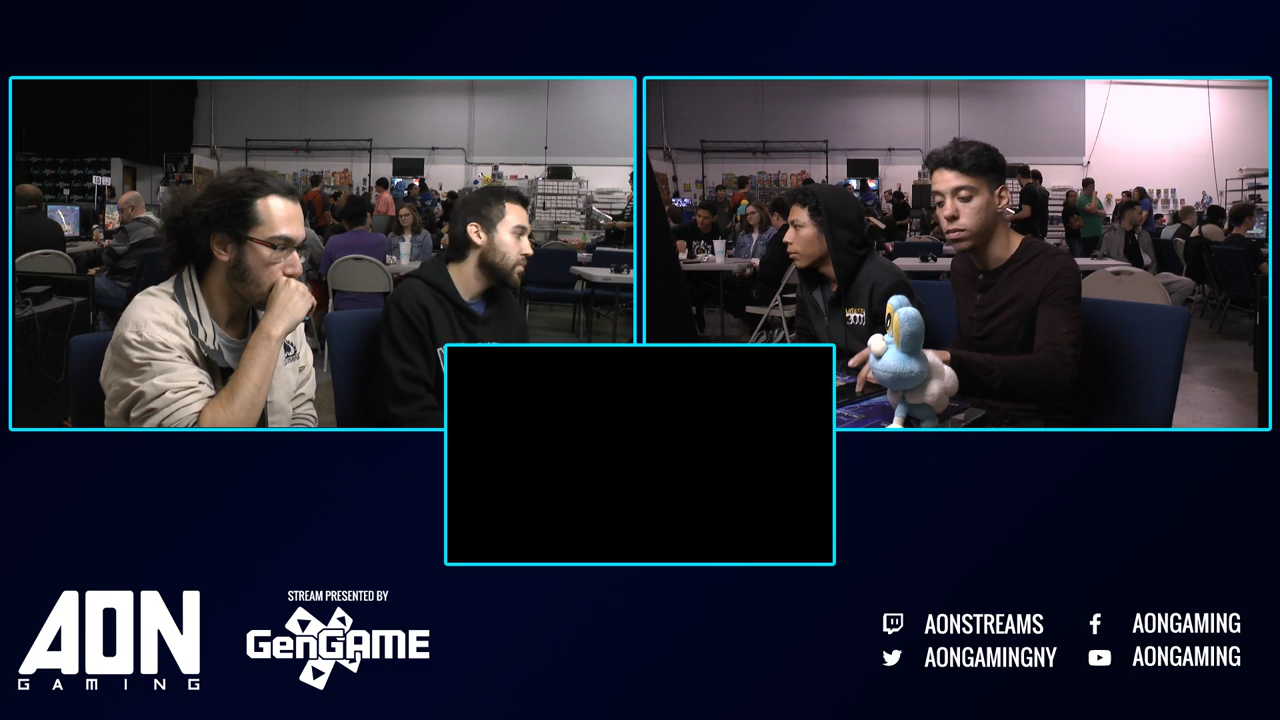 AON
GAMING
STREAM PRESENTED BY
GENGAME
AONSTREAMS
AONGAMING
AONGAMINGNY
AONGAMING